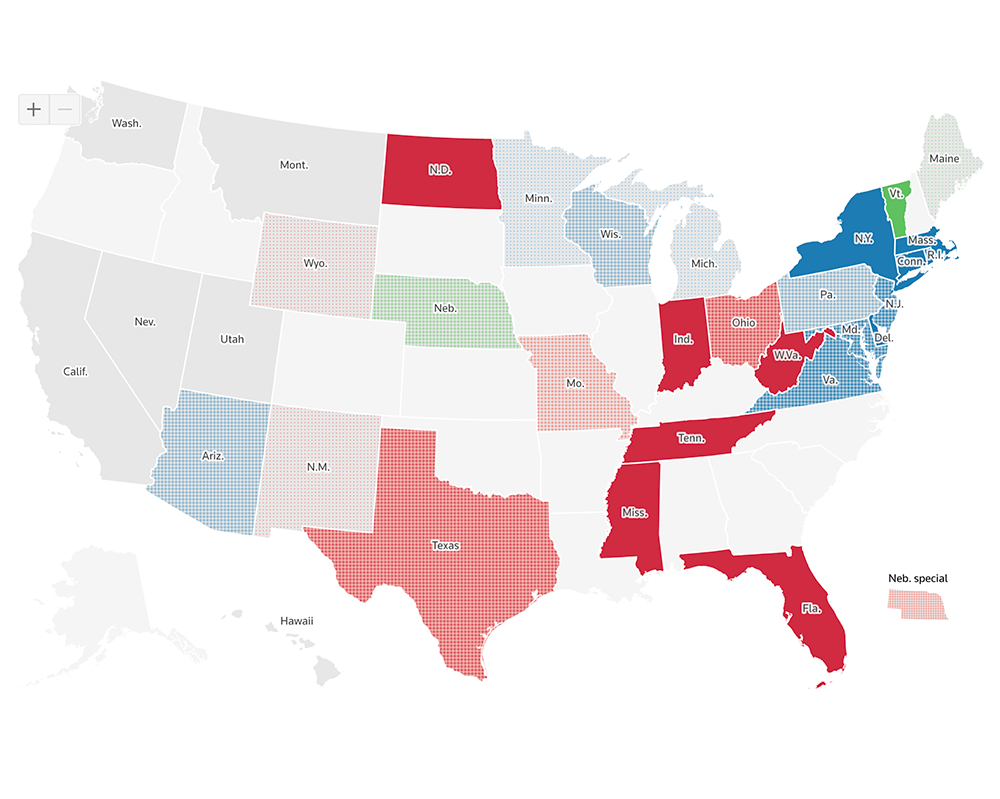 + −
Wash.
Mont.
N.D.
Minn.
Maine
Vt.
Wis.
N.Y.
Mass.
R.I.
Conn.
Wyo.
Mich.
Pa.
N.J.
Neb.
Nev.
Ohio
Md.
Del.
Utah
Ind.
W.Va.
Calif.
Mo.
Va.
Ariz.
N.M.
Tenn.
Miss.
Texas
Neb. special
Fla.
Hawaii